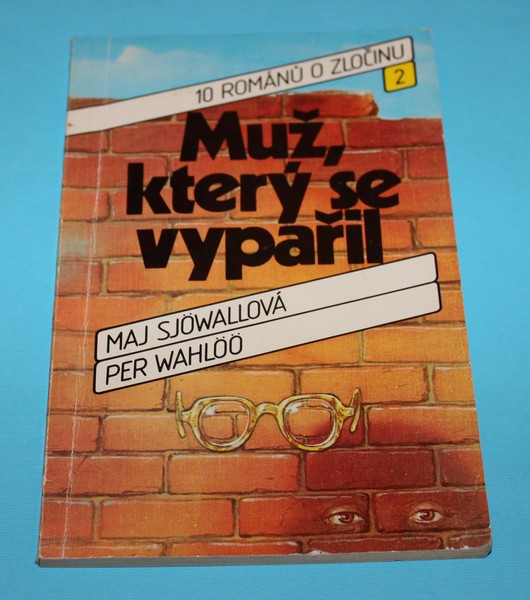 10 ROMÁNŮ O ZLOČINU
2
Muž,
který se
vypařil
MAJ SJÖWALLOVÁ
PER WAHLÖÖ